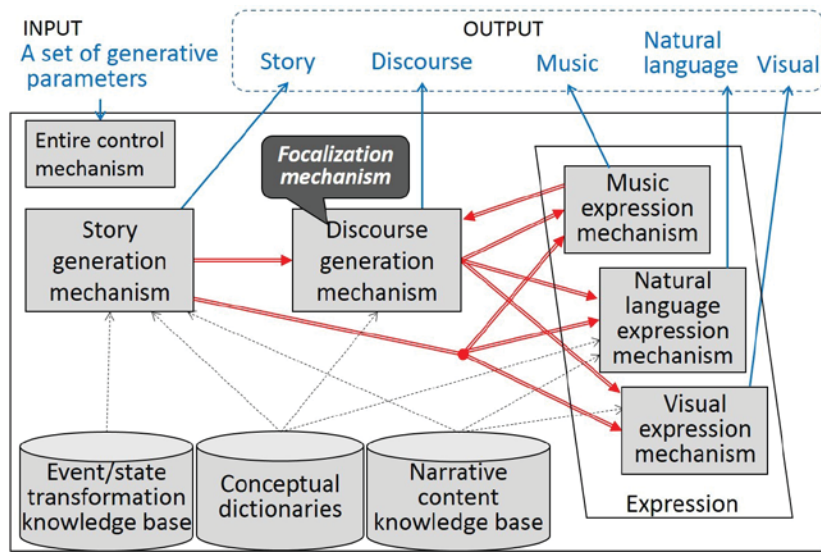 INPUT
A set of generative
parameters
OUTPUT
Story
Discourse
Music
Natural
language
Visual
Entire control
mechanism
Focalization
mechanism
Story
generation
mechanism
Discourse
generation
mechanism
Music
expression
mechanism
Natural
language
expression
mechanism
Visual
expression
mechanism
Event/state
transformation
knowledge base
Conceptual
dictionaries
Narrative
content
knowledge base
Expression